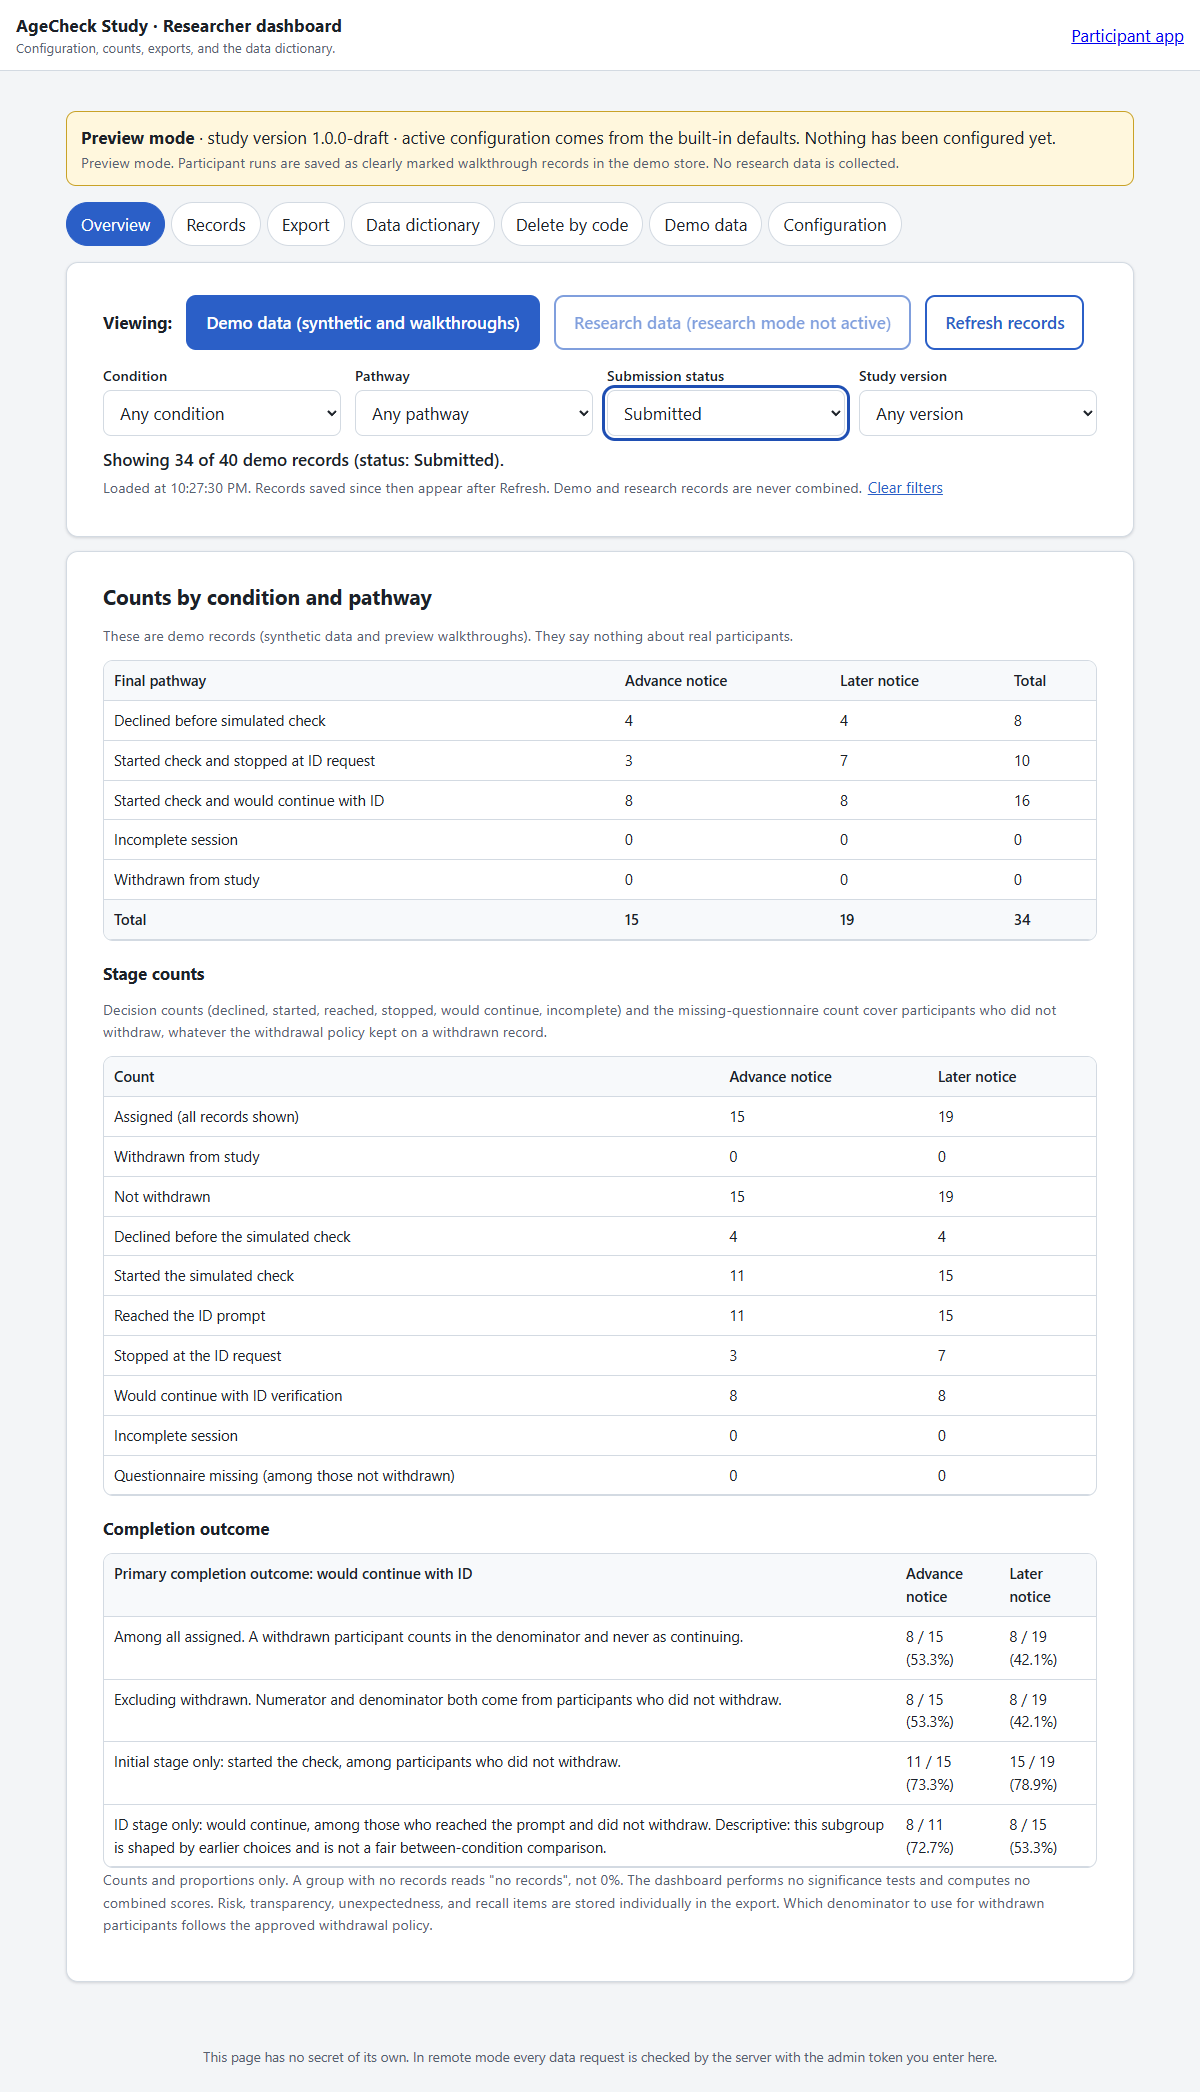 AgeCheck Study · Researcher dashboard
Configuration, counts, exports, and the data dictionary.
Participant app
Preview mode · study version 1.0.0-draft · active configuration comes from the built-in defaults. Nothing has been configured yet.
Preview mode. Participant runs are saved as clearly marked walkthrough records in the demo store. No research data is collected.
Overview Records Export Data dictionary Delete by code Demo data Configuration
Viewing: Demo data (synthetic and walkthroughs) Research data (research mode not active) Refresh records
Condition Pathway Submission status Study version
Any condition Any pathway Submitted Any version
Showing 34 of 40 demo records (status: Submitted).
Loaded at 10:27:30 PM. Records saved since then appear after Refresh. Demo and research records are never combined. Clear filters
Counts by condition and pathway
These are demo records (synthetic data and preview walkthroughs). They say nothing about real participants.
Final pathway Advance notice Later notice Total
Declined before simulated check 4 4 8
Started check and stopped at ID request 3 7 10
Started check and would continue with ID 8 8 16
Incomplete session 0 0 0
Withdrawn from study 0 0 0
Total 15 19 34
Stage counts
Decision counts (declined, started, reached, stopped, would continue, incomplete) and the missing-questionnaire count cover participants who did not
withdraw, whatever the withdrawal policy kept on a withdrawn record.
Count Advance notice Later notice
Assigned (all records shown) 15 19
Withdrawn from study 0 0
Not withdrawn 15 19
Declined before the simulated check 4 4
Started the simulated check 11 15
Reached the ID prompt 11 15
Stopped at the ID request 3 7
Would continue with ID verification 8 8
Incomplete session 0 0
Questionnaire missing (among those not withdrawn) 0 0
Completion outcome
Primary completion outcome: would continue with ID Advance Later
notice notice
Among all assigned. A withdrawn participant counts in the denominator and never as continuing. 8 / 15 8 / 19
(53.3%) (42.1%)
Excluding withdrawn. Numerator and denominator both come from participants who did not withdraw. 8 / 15 8 / 19
(53.3%) (42.1%)
Initial stage only: started the check, among participants who did not withdraw. 11 / 15 15 / 19
(73.3%) (78.9%)
ID stage only: would continue, among those who reached the prompt and did not withdraw. Descriptive: this subgroup 8 / 11 8 / 15
is shaped by earlier choices and is not a fair between-condition comparison. (72.7%) (53.3%)
Counts and proportions only. A group with no records reads "no records", not 0%. The dashboard performs no significance tests and computes no
combined scores. Risk, transparency, unexpectedness, and recall items are stored individually in the export. Which denominator to use for withdrawn
participants follows the approved withdrawal policy.
This page has no secret of its own. In remote mode every data request is checked by the server with the admin token you enter here.